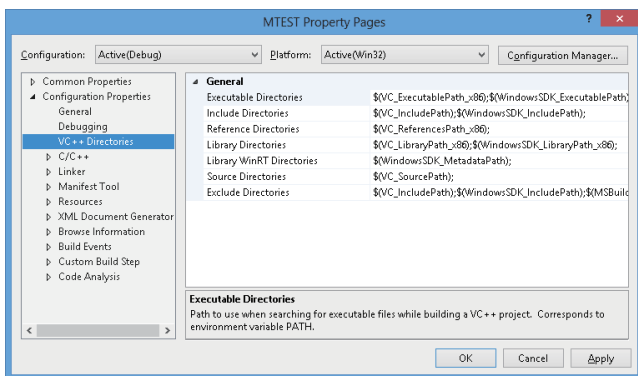 MTEST Property Pages
? ×
Configuration: Active(Debug) Platform: Active(Win32) Configuration Manager...
Common Properties
Configuration Properties
General
Debugging
VC++ Directories
C/C++
Linker
Manifest Tool
Resources
XML Document Generator
Browse Information
Build Events
Custom Build Step
Code Analysis
General
Executable Directories $(VC_ExecutablePath_x86);$(WindowsSDK_ExecutablePath)
Include Directories $(VC_IncludePath);$(WindowsSDK_IncludePath);
Reference Directories $(VC_ReferencesPath_x86);
Library Directories $(VC_LibraryPath_x86);$(WindowsSDK_LibraryPath_x86);
Library WinRT Directories $(WindowsSDK_MetadataPath);
Source Directories $(VC_SourcePath);
Exclude Directories $(VC_IncludePath);$(WindowsSDK_IncludePath);$(MSBuild
Executable Directories
Path to use when searching for executable files while building a VC++ project. Corresponds to
environment variable PATH.
OK Cancel Apply